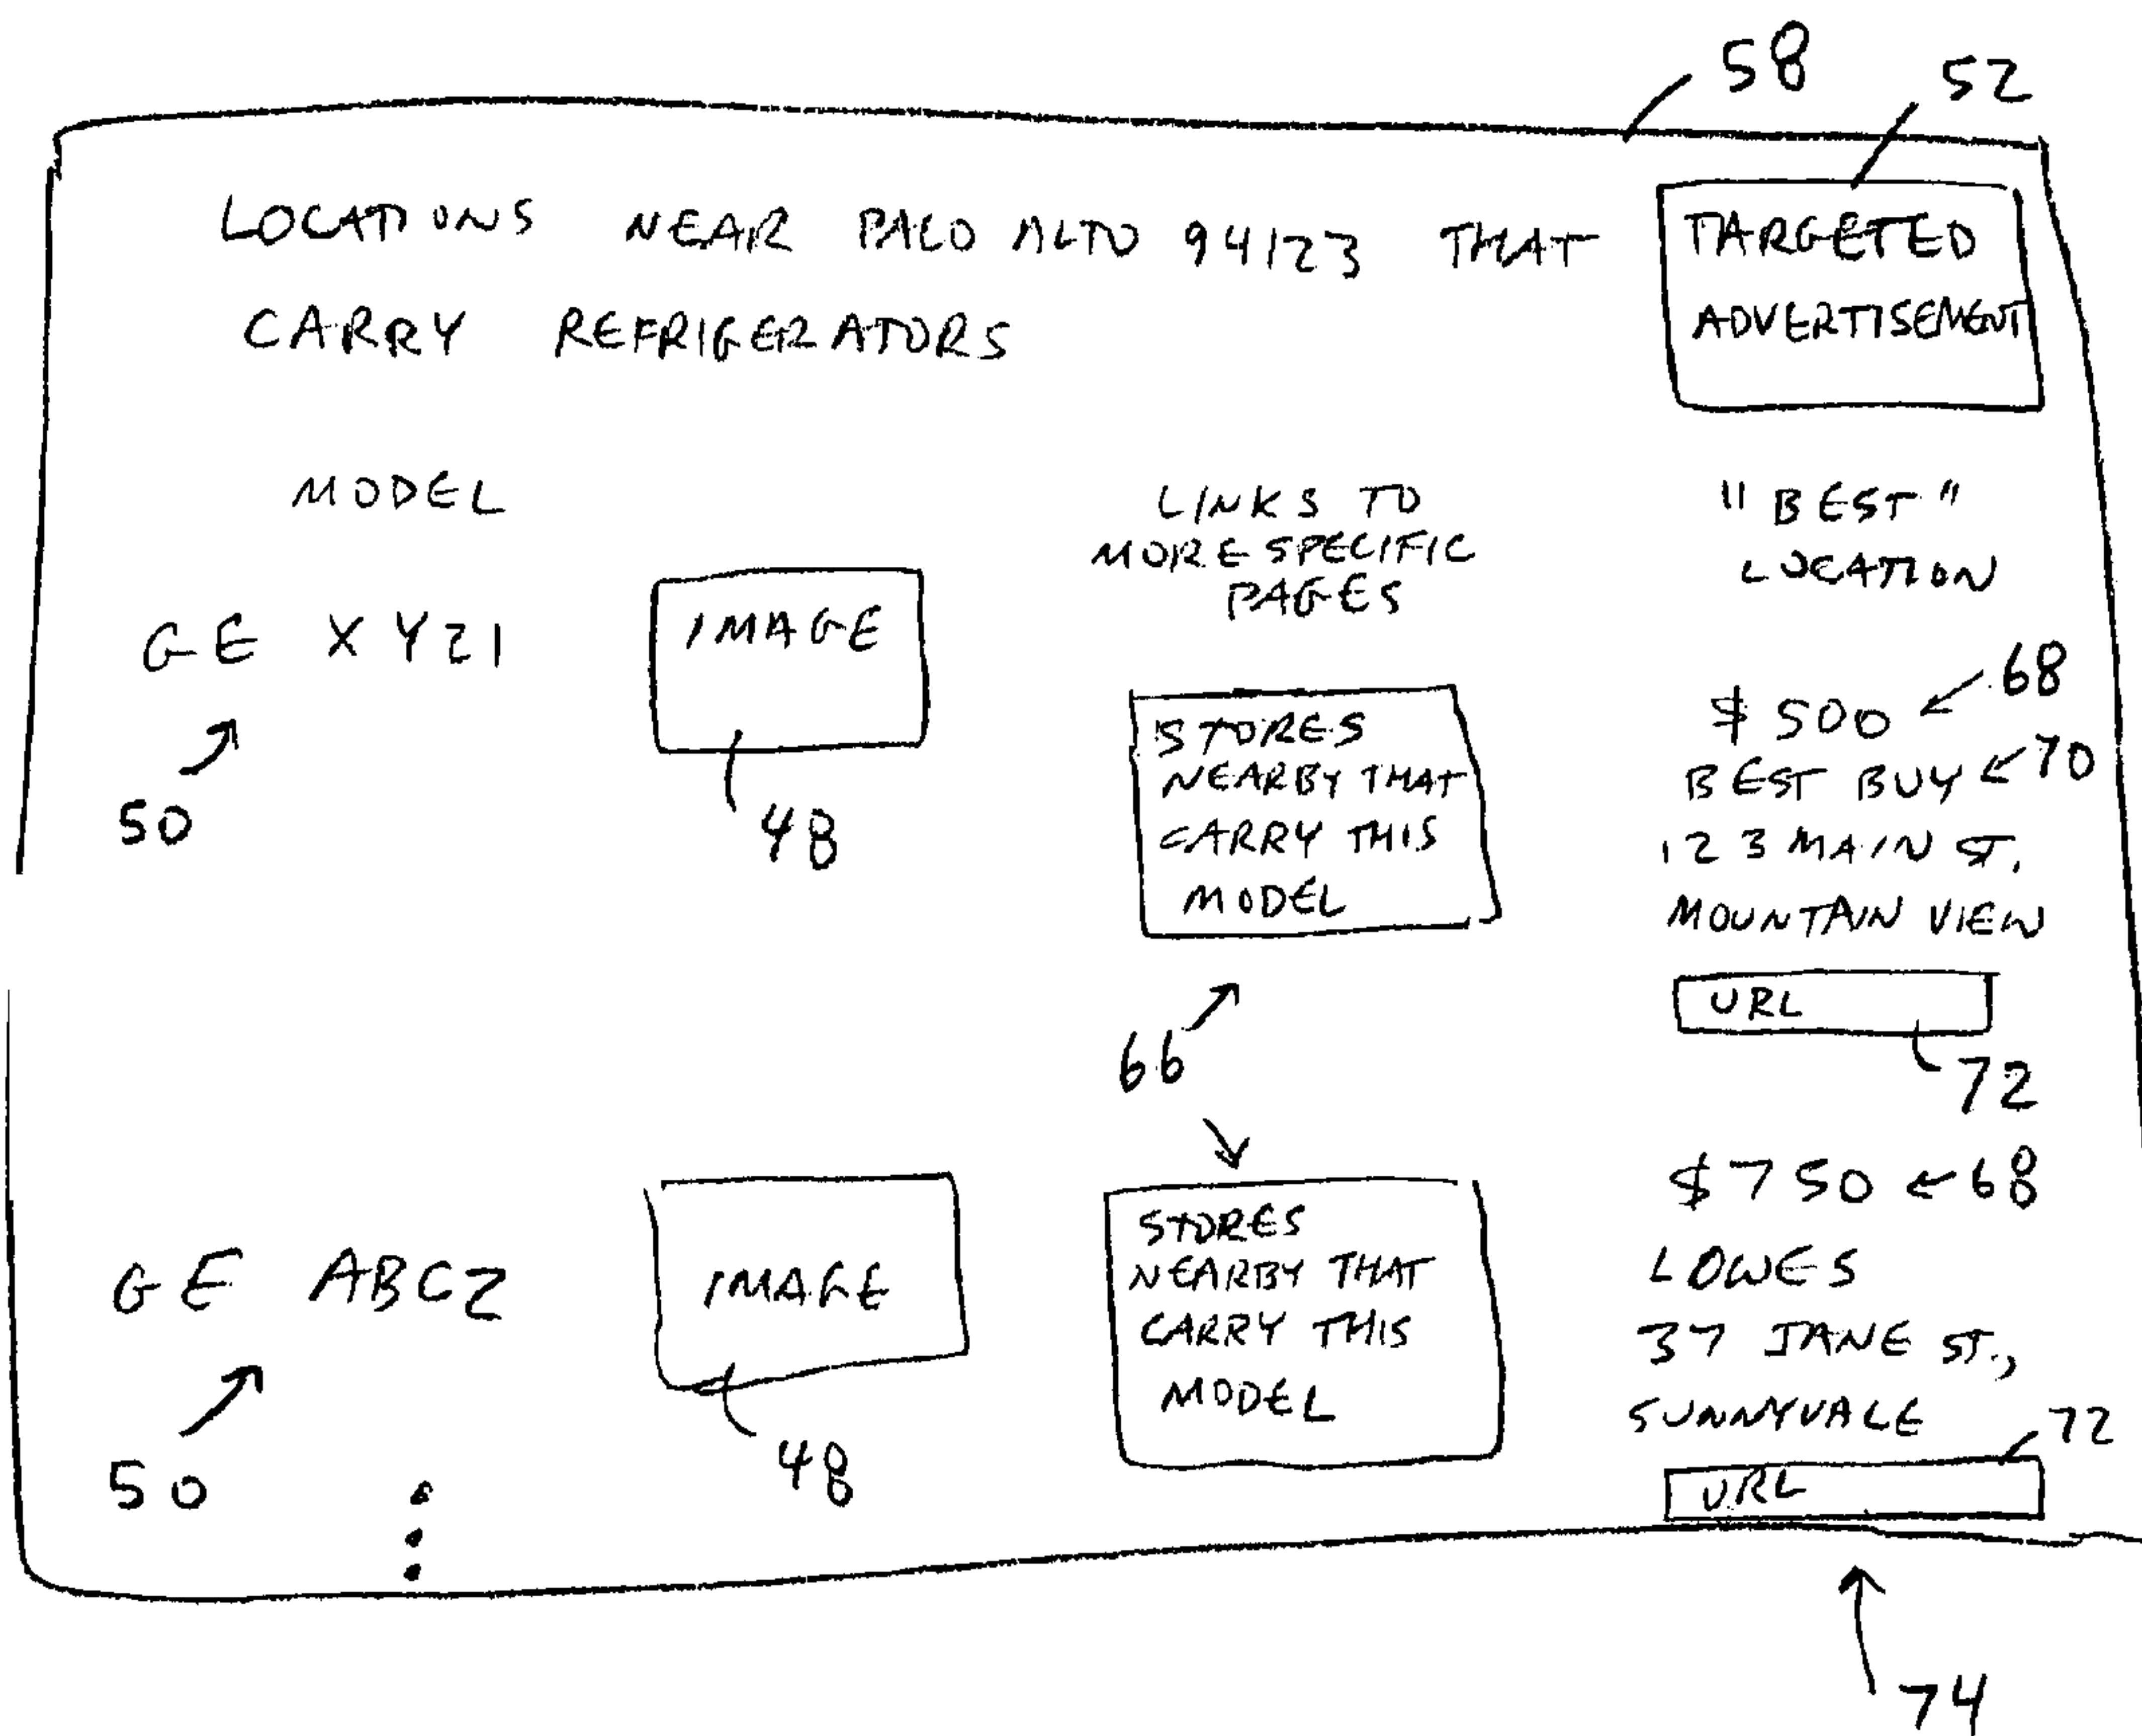 58
52
LOCATIONS NEAR PALO ALTO 94123 THAT
CARRY REFRIGERATORS
TARGETED
ADVERTISEMENT
MODEL
LINKS TO
MORE SPECIFIC
PAGES
"BEST"
LOCATION
GE XYZ1
IMAGE
50
48
STORES
NEARBY THAT
CARRY THIS
MODEL
66
$500
68
BEST BUY
70
123 MAIN ST.
MOUNTAIN VIEW
URL
72
GE ABCZ
IMAGE
50
48
STORES
NEARBY THAT
CARRY THIS
MODEL
$750
68
LOWES
37 JANE ST.,
SUNNYVALE
72
URL
74